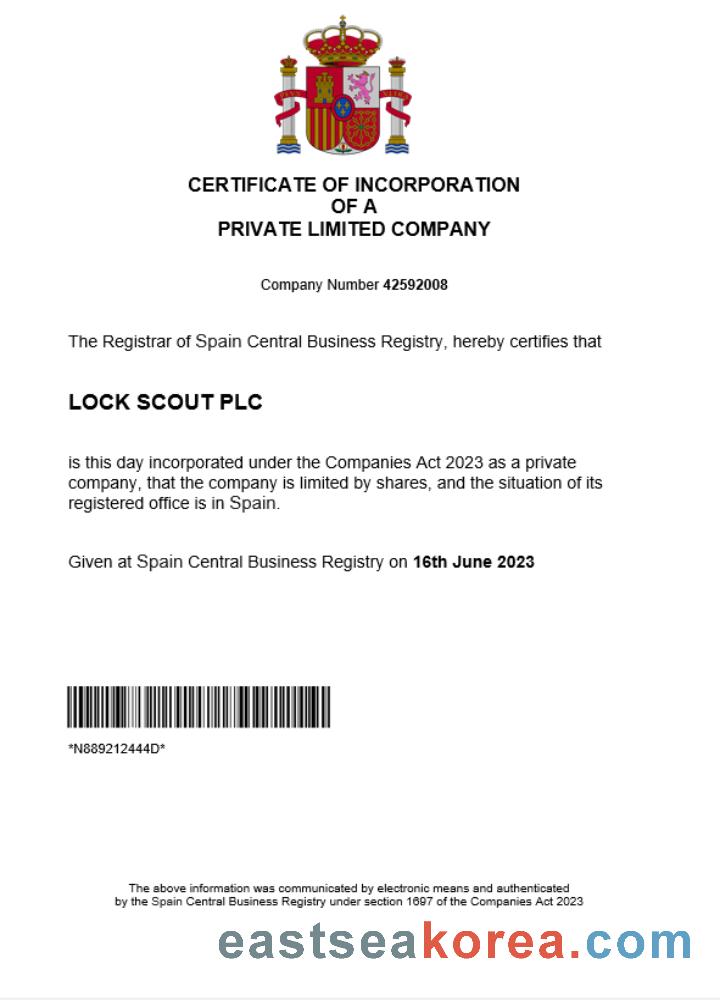 CERTIFICATE OF INCORPORATION
OF A
PRIVATE LIMITED COMPANY
Company Number 42592008
The Registrar of Spain Central Business Registry, hereby certifies that
LOCK SCOUT PLC
is this day incorporated under the Companies Act 2023 as a private
company, that the company is limited by shares, and the situation of its
registered office is in Spain.
Given at Spain Central Business Registry on 16th June 2023
*N889212444D*
The above information was communicated by electronic means and authenticated
by the Spain Central Business Registry under section 1697 of the Companies Act 2023
eastseakorea.com